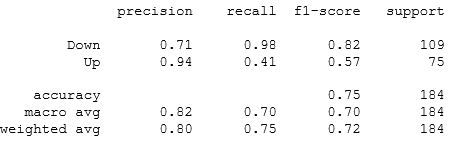 precision recall f1-score support
Down 0.71 0.98 0.82 109
Up 0.94 0.41 0.57 75
accuracy 0.75 184
macro avg 0.82 0.70 0.70 184
weighted avg 0.80 0.75 0.72 184